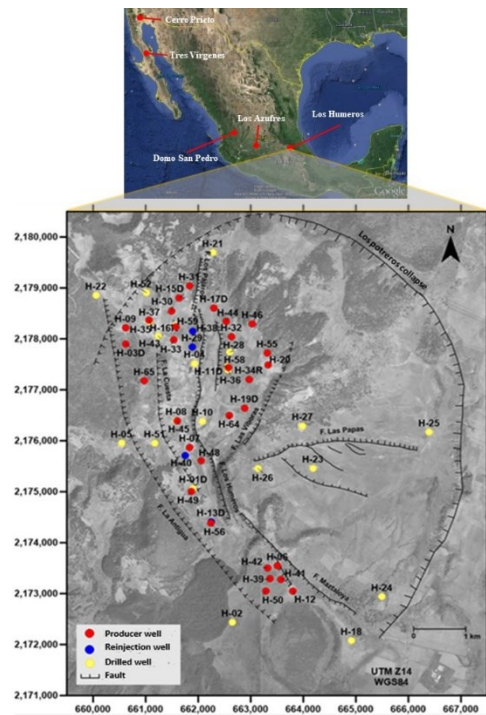 Cerro Prieto
Tres Virgenes
Los Azufres
Los Humeros
Domo San Pedro
Google
2,180,000
2,179,000
2,178,000
2,177,000
2,176,000
2,175,000
2,174,000
2,173,000
2,172,000
2,171,000
Los potreros collapse
N
H-21
H-22
H-52
H-31
H-15D
H-30
H-17D
H-37
H-44
H-46
H-09
H-35
H-59
H-38
H-32
H-29
H-43
H-28
H-03D
H-33
H-04
H-58
H-55
H-20
H-11D
H-34R
H-65
H-36
F. La Cuesta
H-19D
H-08
H-10
H-64
F. Las Viboras
H-27
H-25
H-45
H-07
F. Las Papas
H-05
H-51
H-48
H-40
H-23
H-26
H-01D
H-49
F. Los Humeros
H-13D
H-56
F. La Antigua
H-06
H-42
H-41
H-39
F. Maztaloya
H-50
H-12
H-24
H-02
H-18
Producer well
Reinjection well
Drilled well
Fault
0 1 km
UTM Z14
WGS84
660,000 661,000 662,000 663,000 664,000 665,000 666,000 667,000